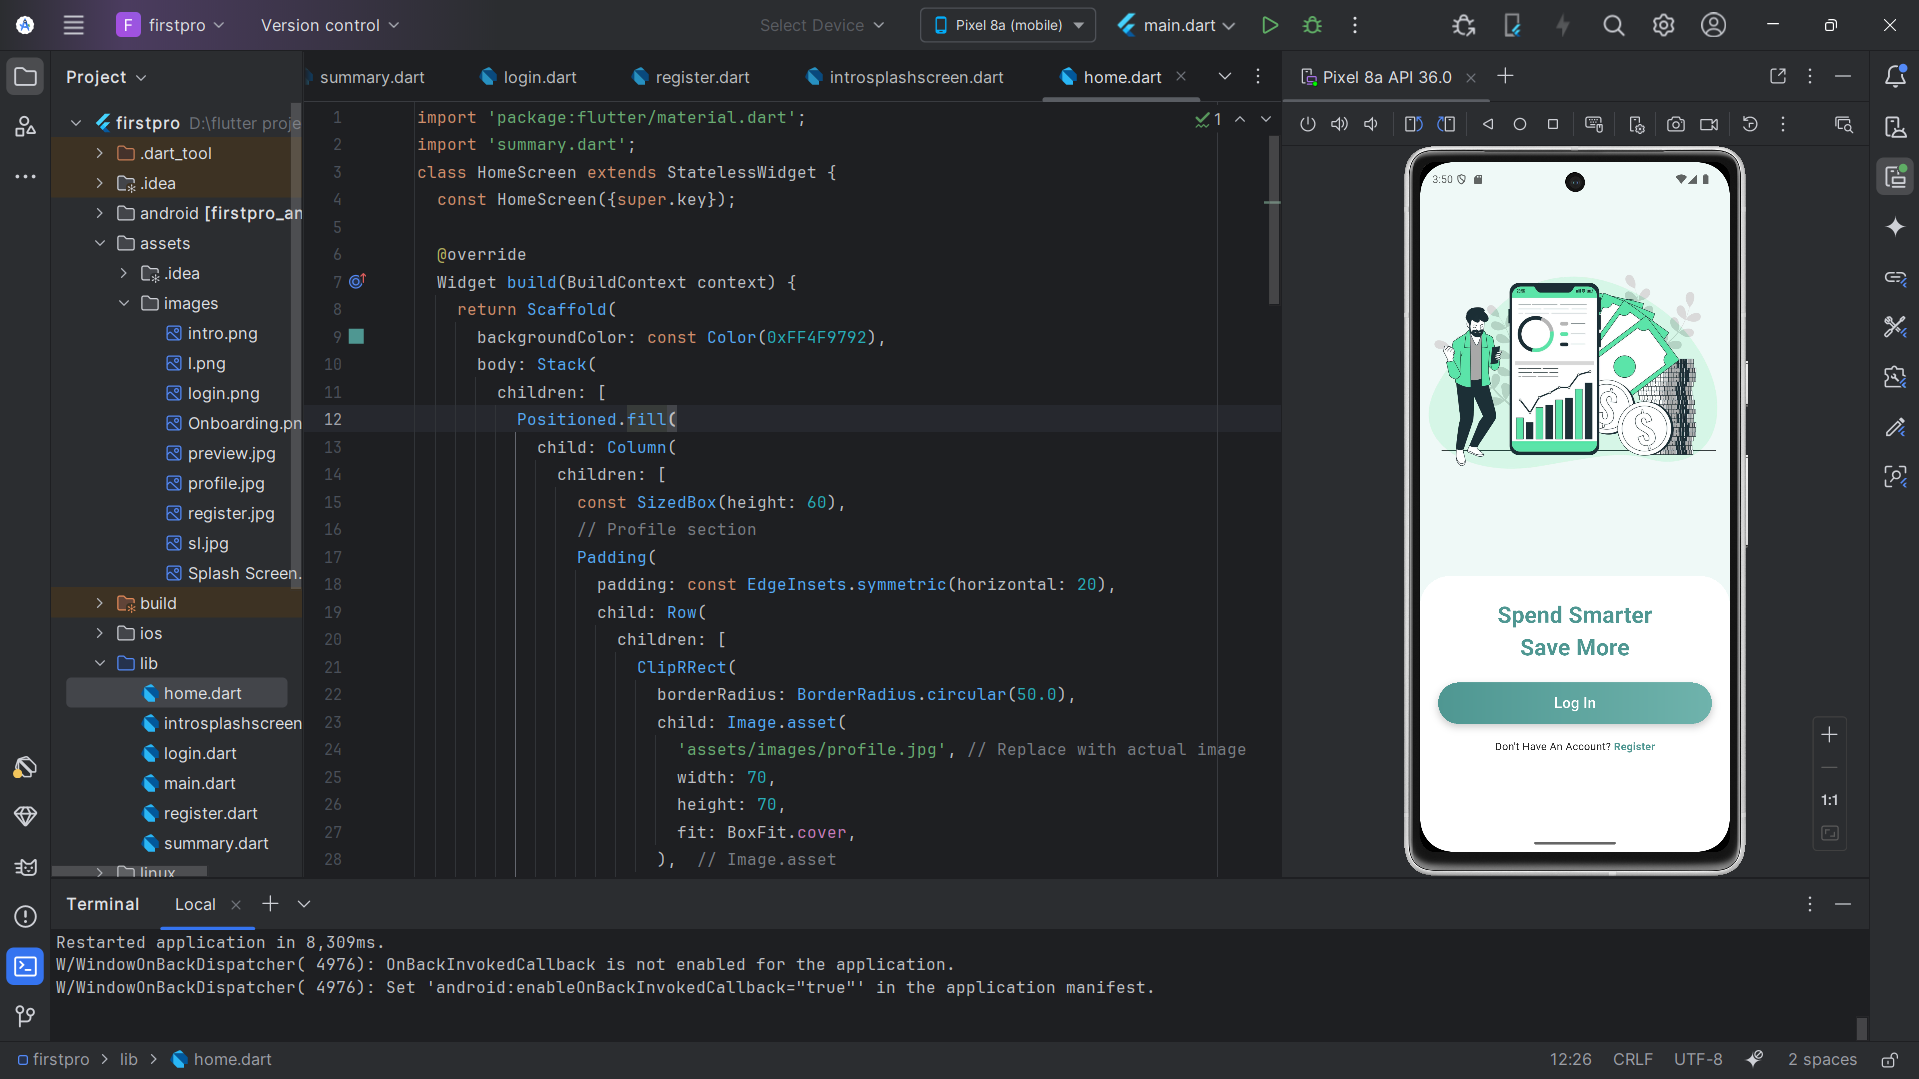 F firstpro
Version control
Select Device
Pixel 8a (mobile)
main.dart
Project
summary.dart
login.dart
register.dart
introsplashscreen.dart
home.dart
Pixel 8a API 36.0
firstpro D:\flutter proje
.dart_tool
.idea
android [firstpro_an
assets
.idea
images
intro.png
l.png
login.png
Onboarding.pn
preview.jpg
profile.jpg
register.jpg
sl.jpg
Splash Screen.
build
ios
lib
home.dart
introsplashscreen
login.dart
main.dart
register.dart
summary.dart
linux
1 import 'package:flutter/material.dart';
1
2 import 'summary.dart';
3 class HomeScreen extends StatelessWidget {
4 const HomeScreen({super.key});
5
6 @override
7 Widget build(BuildContext context) {
8 return Scaffold(
9 backgroundColor: const Color(0xFF4F9792),
10 body: Stack(
11 children: [
12 Positioned.fill(
13 child: Column(
14 children: [
15 const SizedBox(height: 60),
16 // Profile section
17 Padding(
18 padding: const EdgeInsets.symmetric(horizontal: 20),
19 child: Row(
20 children: [
21 ClipRRect(
22 borderRadius: BorderRadius.circular(50.0),
23 child: Image.asset(
24 'assets/images/profile.jpg', // Replace with actual image
25 width: 70,
26 height: 70,
27 fit: BoxFit.cover,
28 ), // Image.asset
3:50
Spend Smarter
Save More
Log In
Don't Have An Account? Register
1:1
Terminal
Local
Restarted application in 8,309ms.
W/WindowOnBackDispatcher( 4976): OnBackInvokedCallback is not enabled for the application.
W/WindowOnBackDispatcher( 4976): Set 'android:enableOnBackInvokedCallback="true"' in the application manifest.
firstpro > lib > home.dart
12:26
CRLF
UTF-8
2 spaces